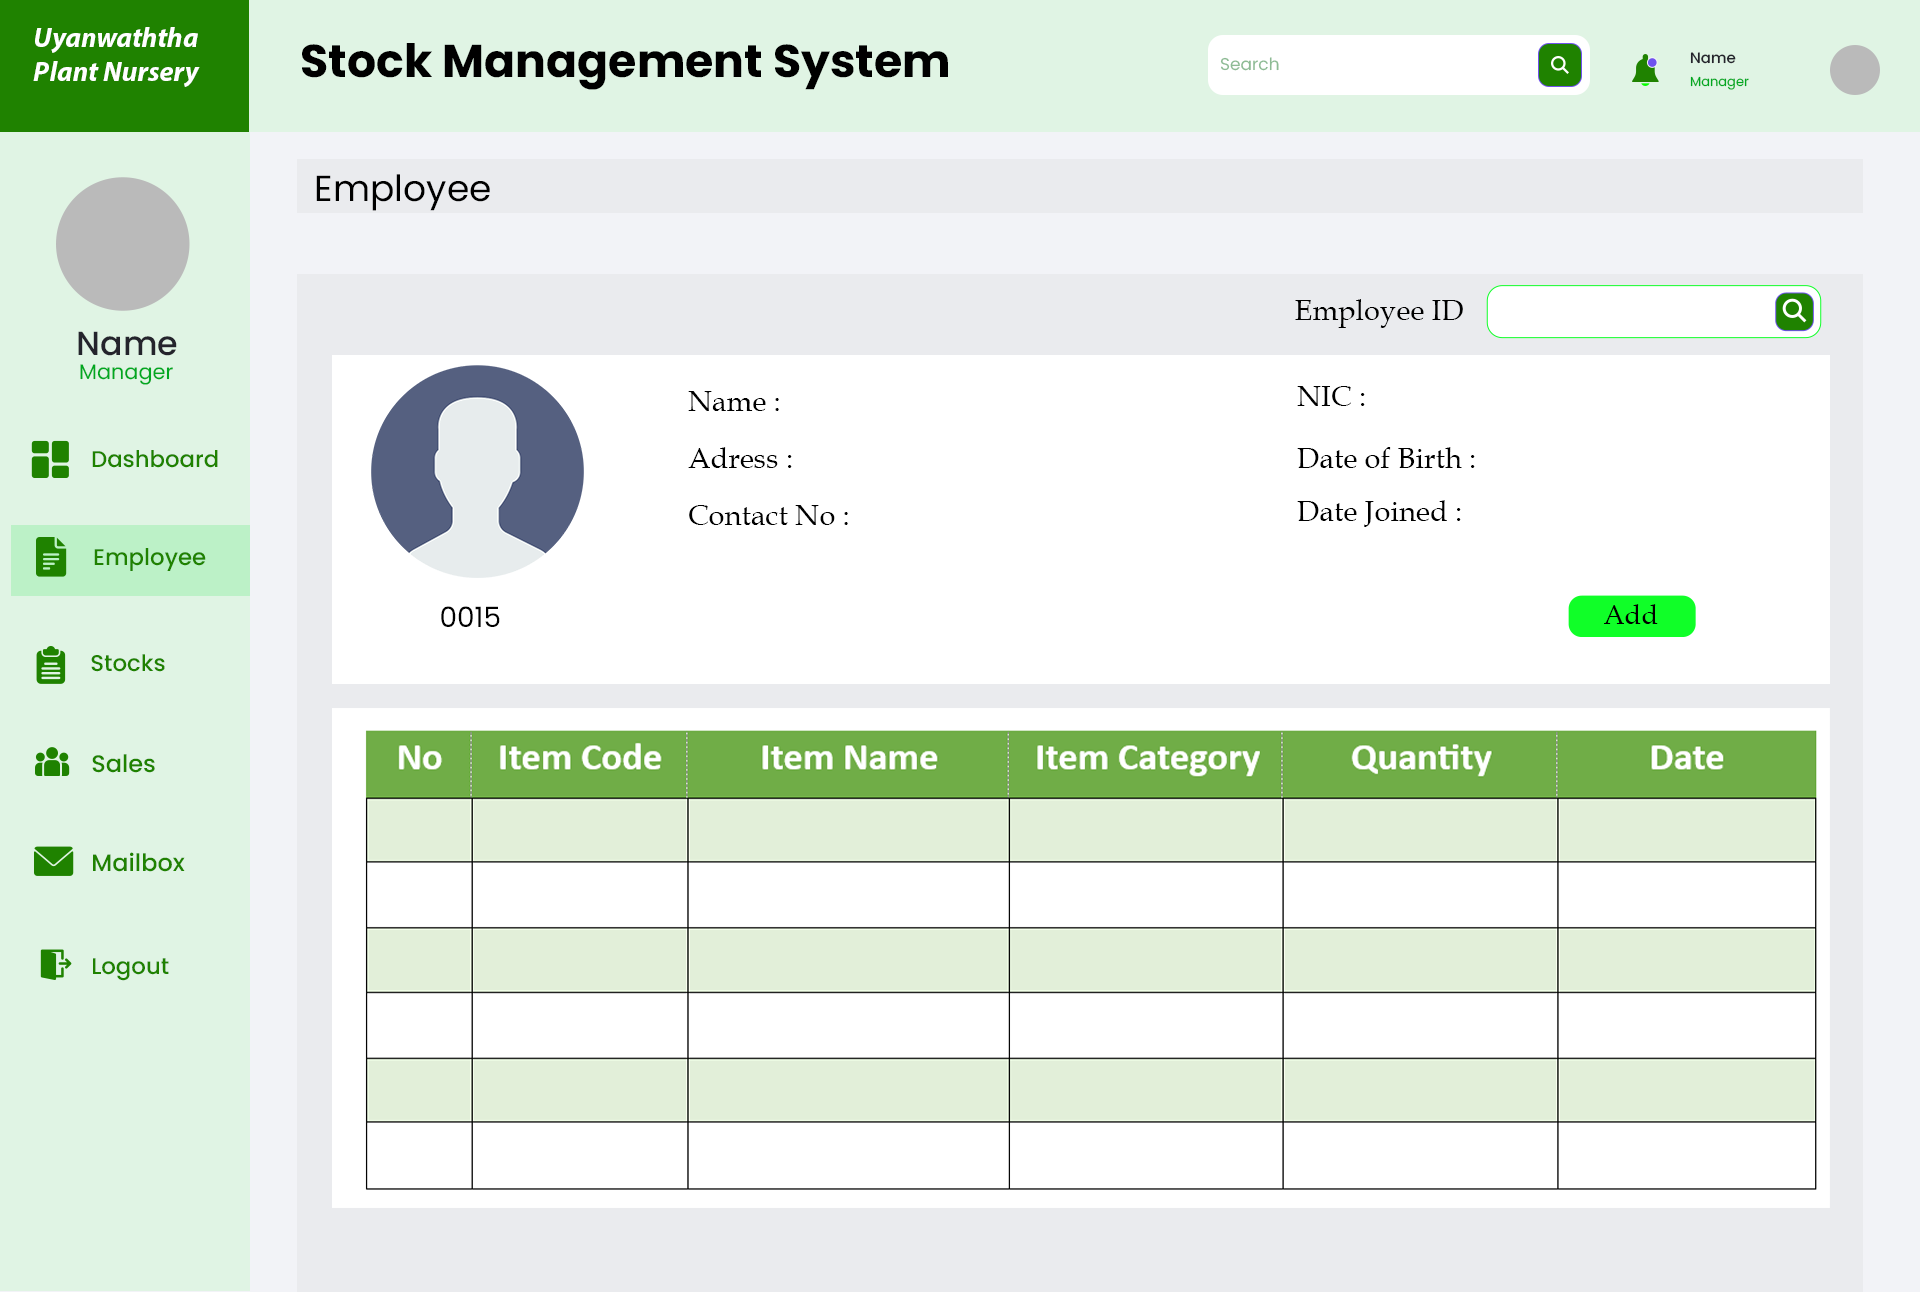 Uyanwaththa
Plant Nursery
Stock Management System
Search
Name
Manager
Name
Manager
Dashboard
Employee
Stocks
Sales
Mailbox
Logout
Employee
Employee ID
Name :
Adress :
Contact No :
NIC :
Date of Birth :
Date Joined :
0015
Add
No Item Code Item Name Item Category Quantity Date